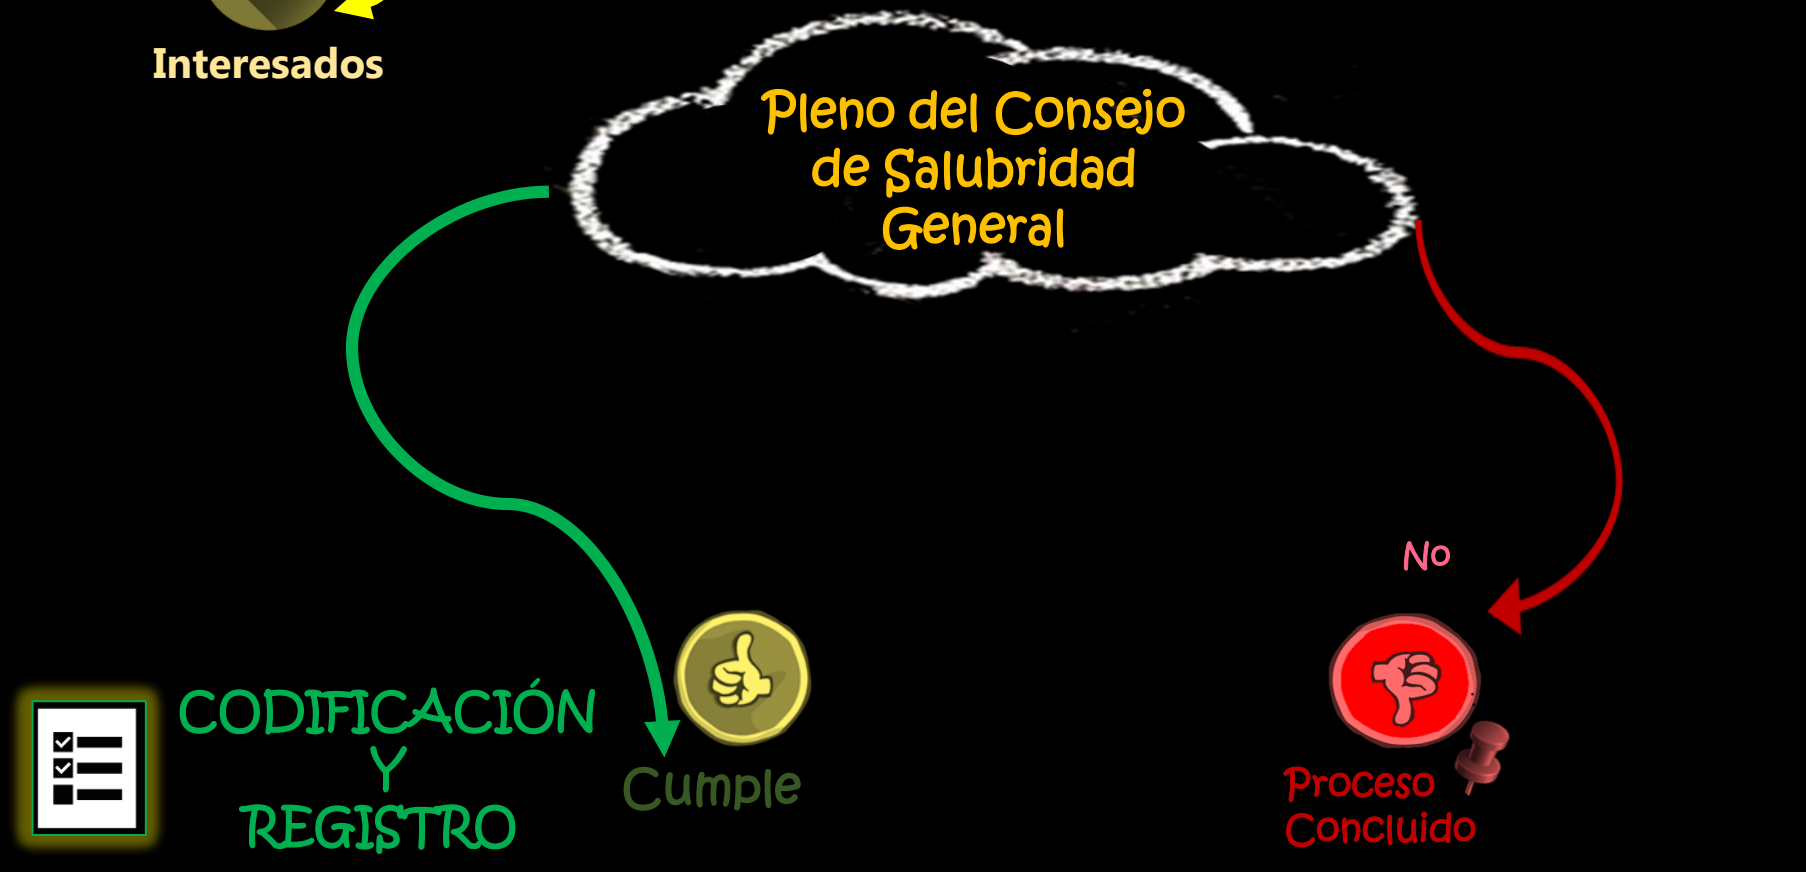 Interesados
Pleno del Consejo
de Salubridad
General
No
CODIFICACIÓN
Y
REGISTRO
Cumple
Proceso
Concluido